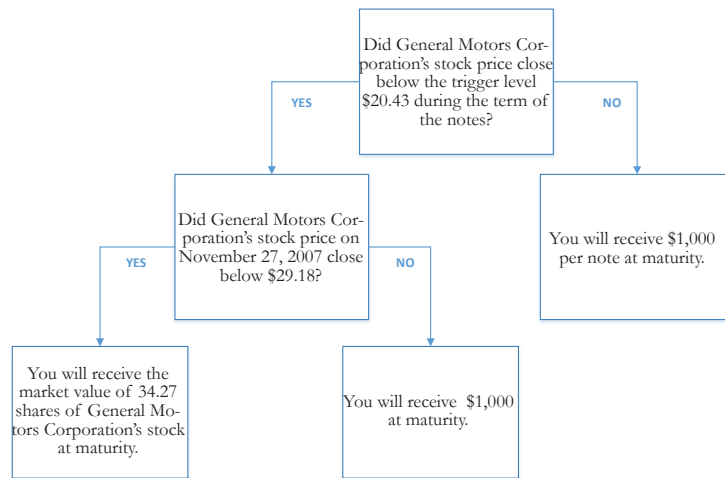 Did General Motors Cor-
poration's stock price close
below the trigger level
$20.43 during the term of
the notes?
YES
NO
Did General Motors Cor-
poration's stock price on
November 27, 2007 close
below $29.18?
You will receive $1,000
per note at maturity.
YES
NO
You will receive the
market value of 34.27
shares of General Mo-
tors Corporation's stock
at maturity.
You will receive $1,000
at maturity.